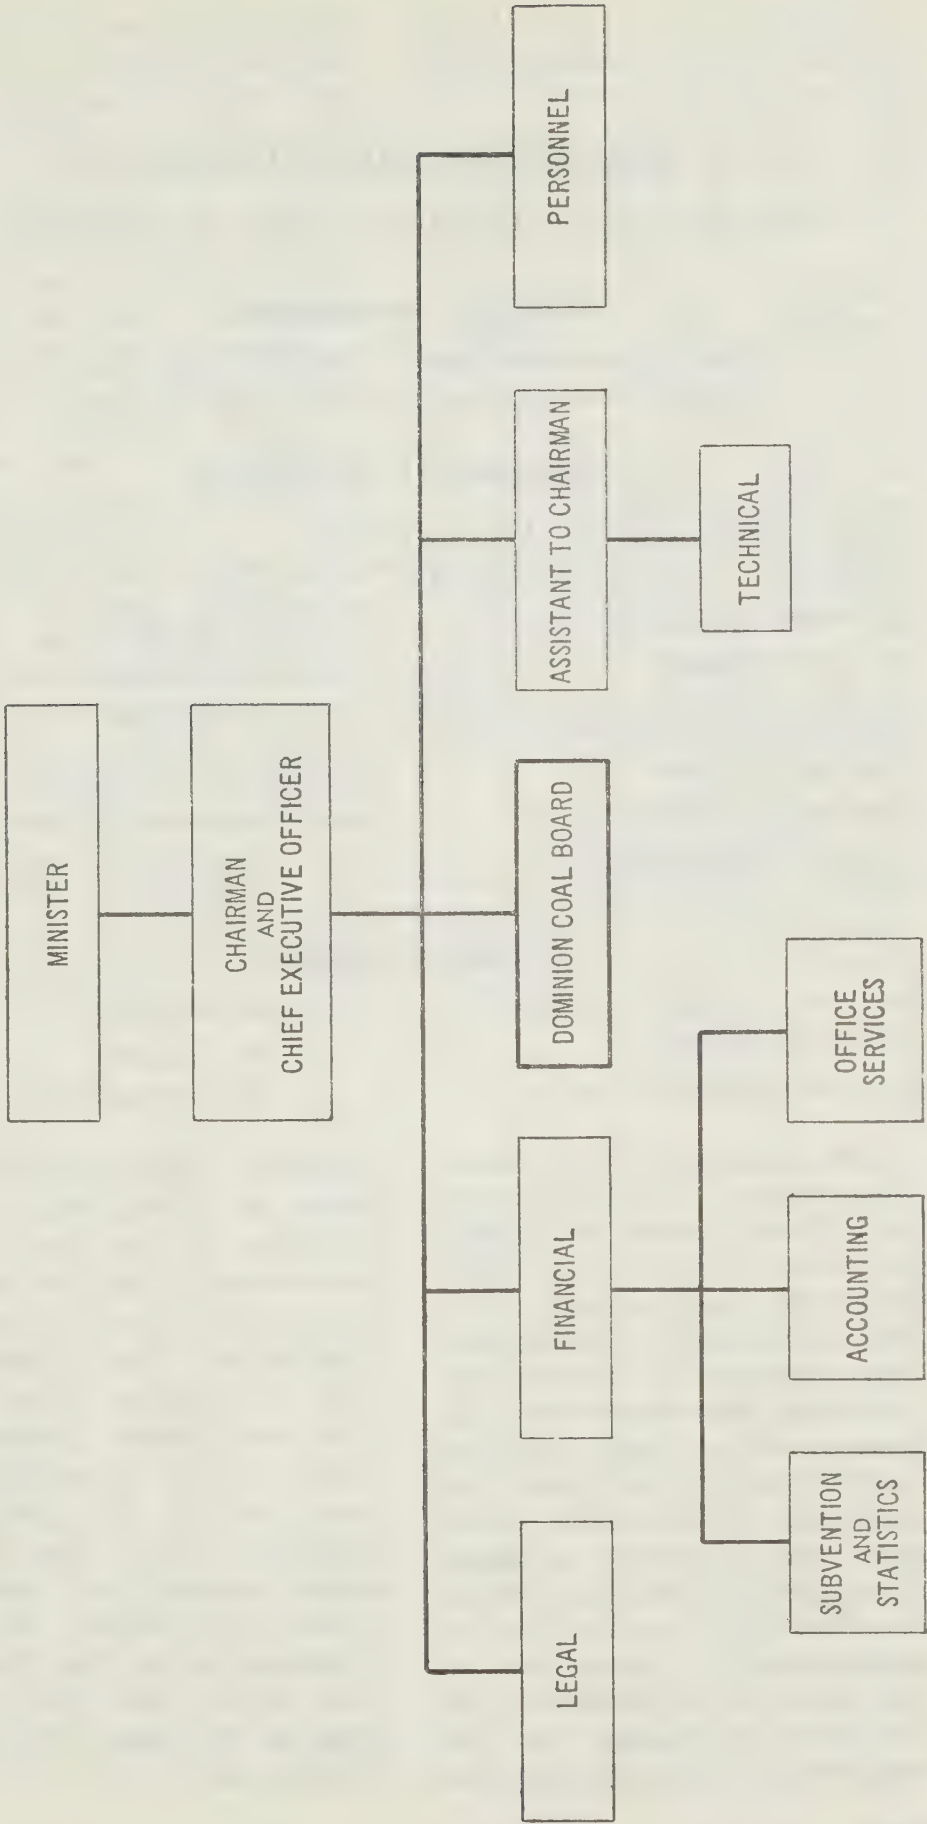 MINISTER
CHAIRMAN
AND
CHIEF EXECUTIVE OFFICER
LEGAL
FINANCIAL
DOMINION COAL BOARD
ASSISTANT TO CHAIRMAN
PERSONNEL
SUBVENTION
AND
STATISTICS
ACCOUNTING
OFFICE
SERVICES
TECHNICAL